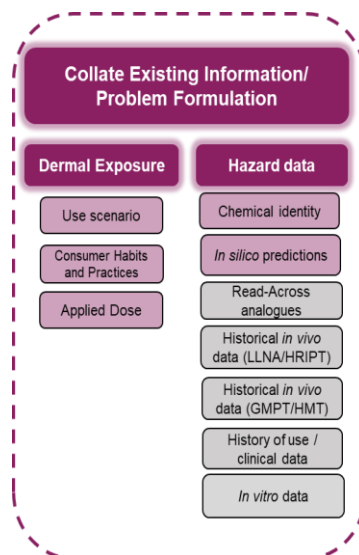 Collate Existing Information/
Problem Formulation
Dermal Exposure
Use scenario
Consumer Habits
and Practices
Applied Dose
Hazard data
Chemical identity
In silico predictions
Read-Across
analogues
Historical in vivo
data (LLNA/HRIPT)
Historical in vivo
data (GMPT/HMT)
History of use /
clinical data
In vitro data